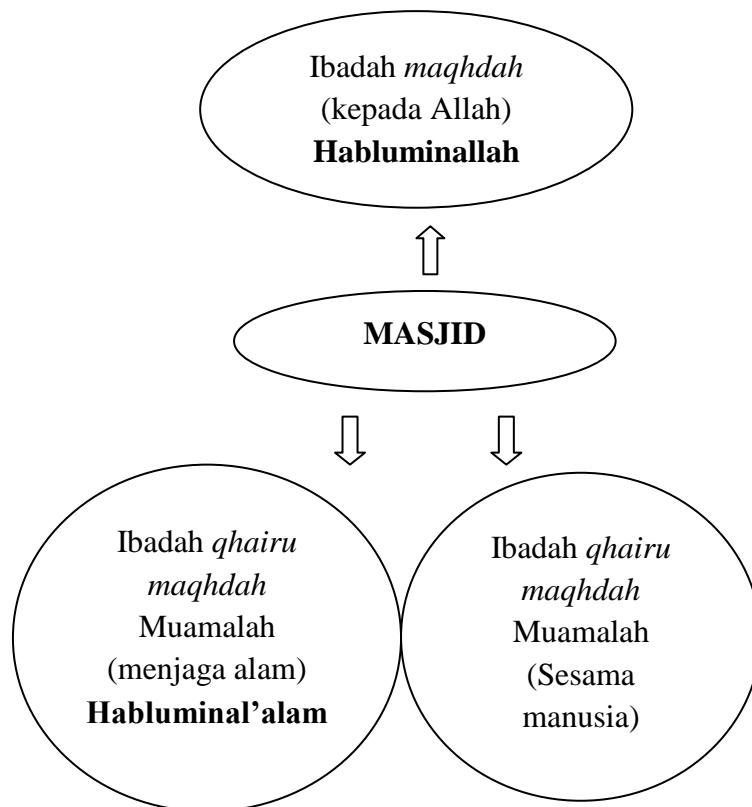 Ibadah maqhdah
(kepada Allah)
Habluminallah
MASJID
Ibadah qhairu
maqhdah
Muamalah
(menjaga alam)
Habluminal’alam
Ibadah qhairu
maqhdah
Muamalah
(Sesama
manusia)